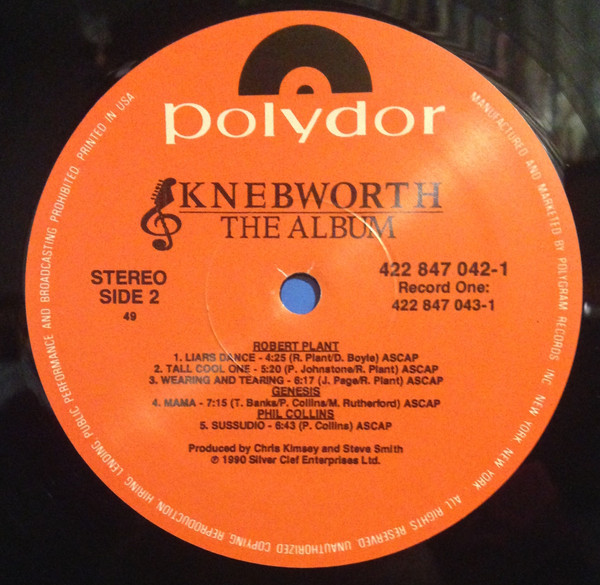 polydor
KNEBWORTH
THE ALBUM
STEREO
SIDE 2
49
422 847 042-1
Record One:
422 847 043-1
ROBERT PLANT
1. LIARS DANCE - 4:25 (R. Plant/D. Boyle) ASCAP
2. TALL COOL ONE - 5:20 (P. Johnstone/R. Plant) ASCAP
3. WEARING AND TEARING - 6:17 (J. Page/R. Plant) ASCAP
GENESIS
4. MAMA - 7:15 (T. Banks/P. Collins/M. Rutherford) ASCAP
PHIL COLLINS
5. SUSSUDIO - 6:43 (P. Collins) ASCAP
Produced by Chris Kimsey and Steve Smith
℗ 1990 Silver Clef Enterprises Ltd.
MANUFACTURED AND MARKETED BY POLYGRAM RECORDS, INC. NEW YORK, NEW YORK. ALL RIGHTS RESERVED. UNAUTHORIZED COPYING, REPRODUCTION, HIRING, LENDING, PUBLIC PERFORMANCE AND BROADCASTING PROHIBITED. PRINTED IN USA